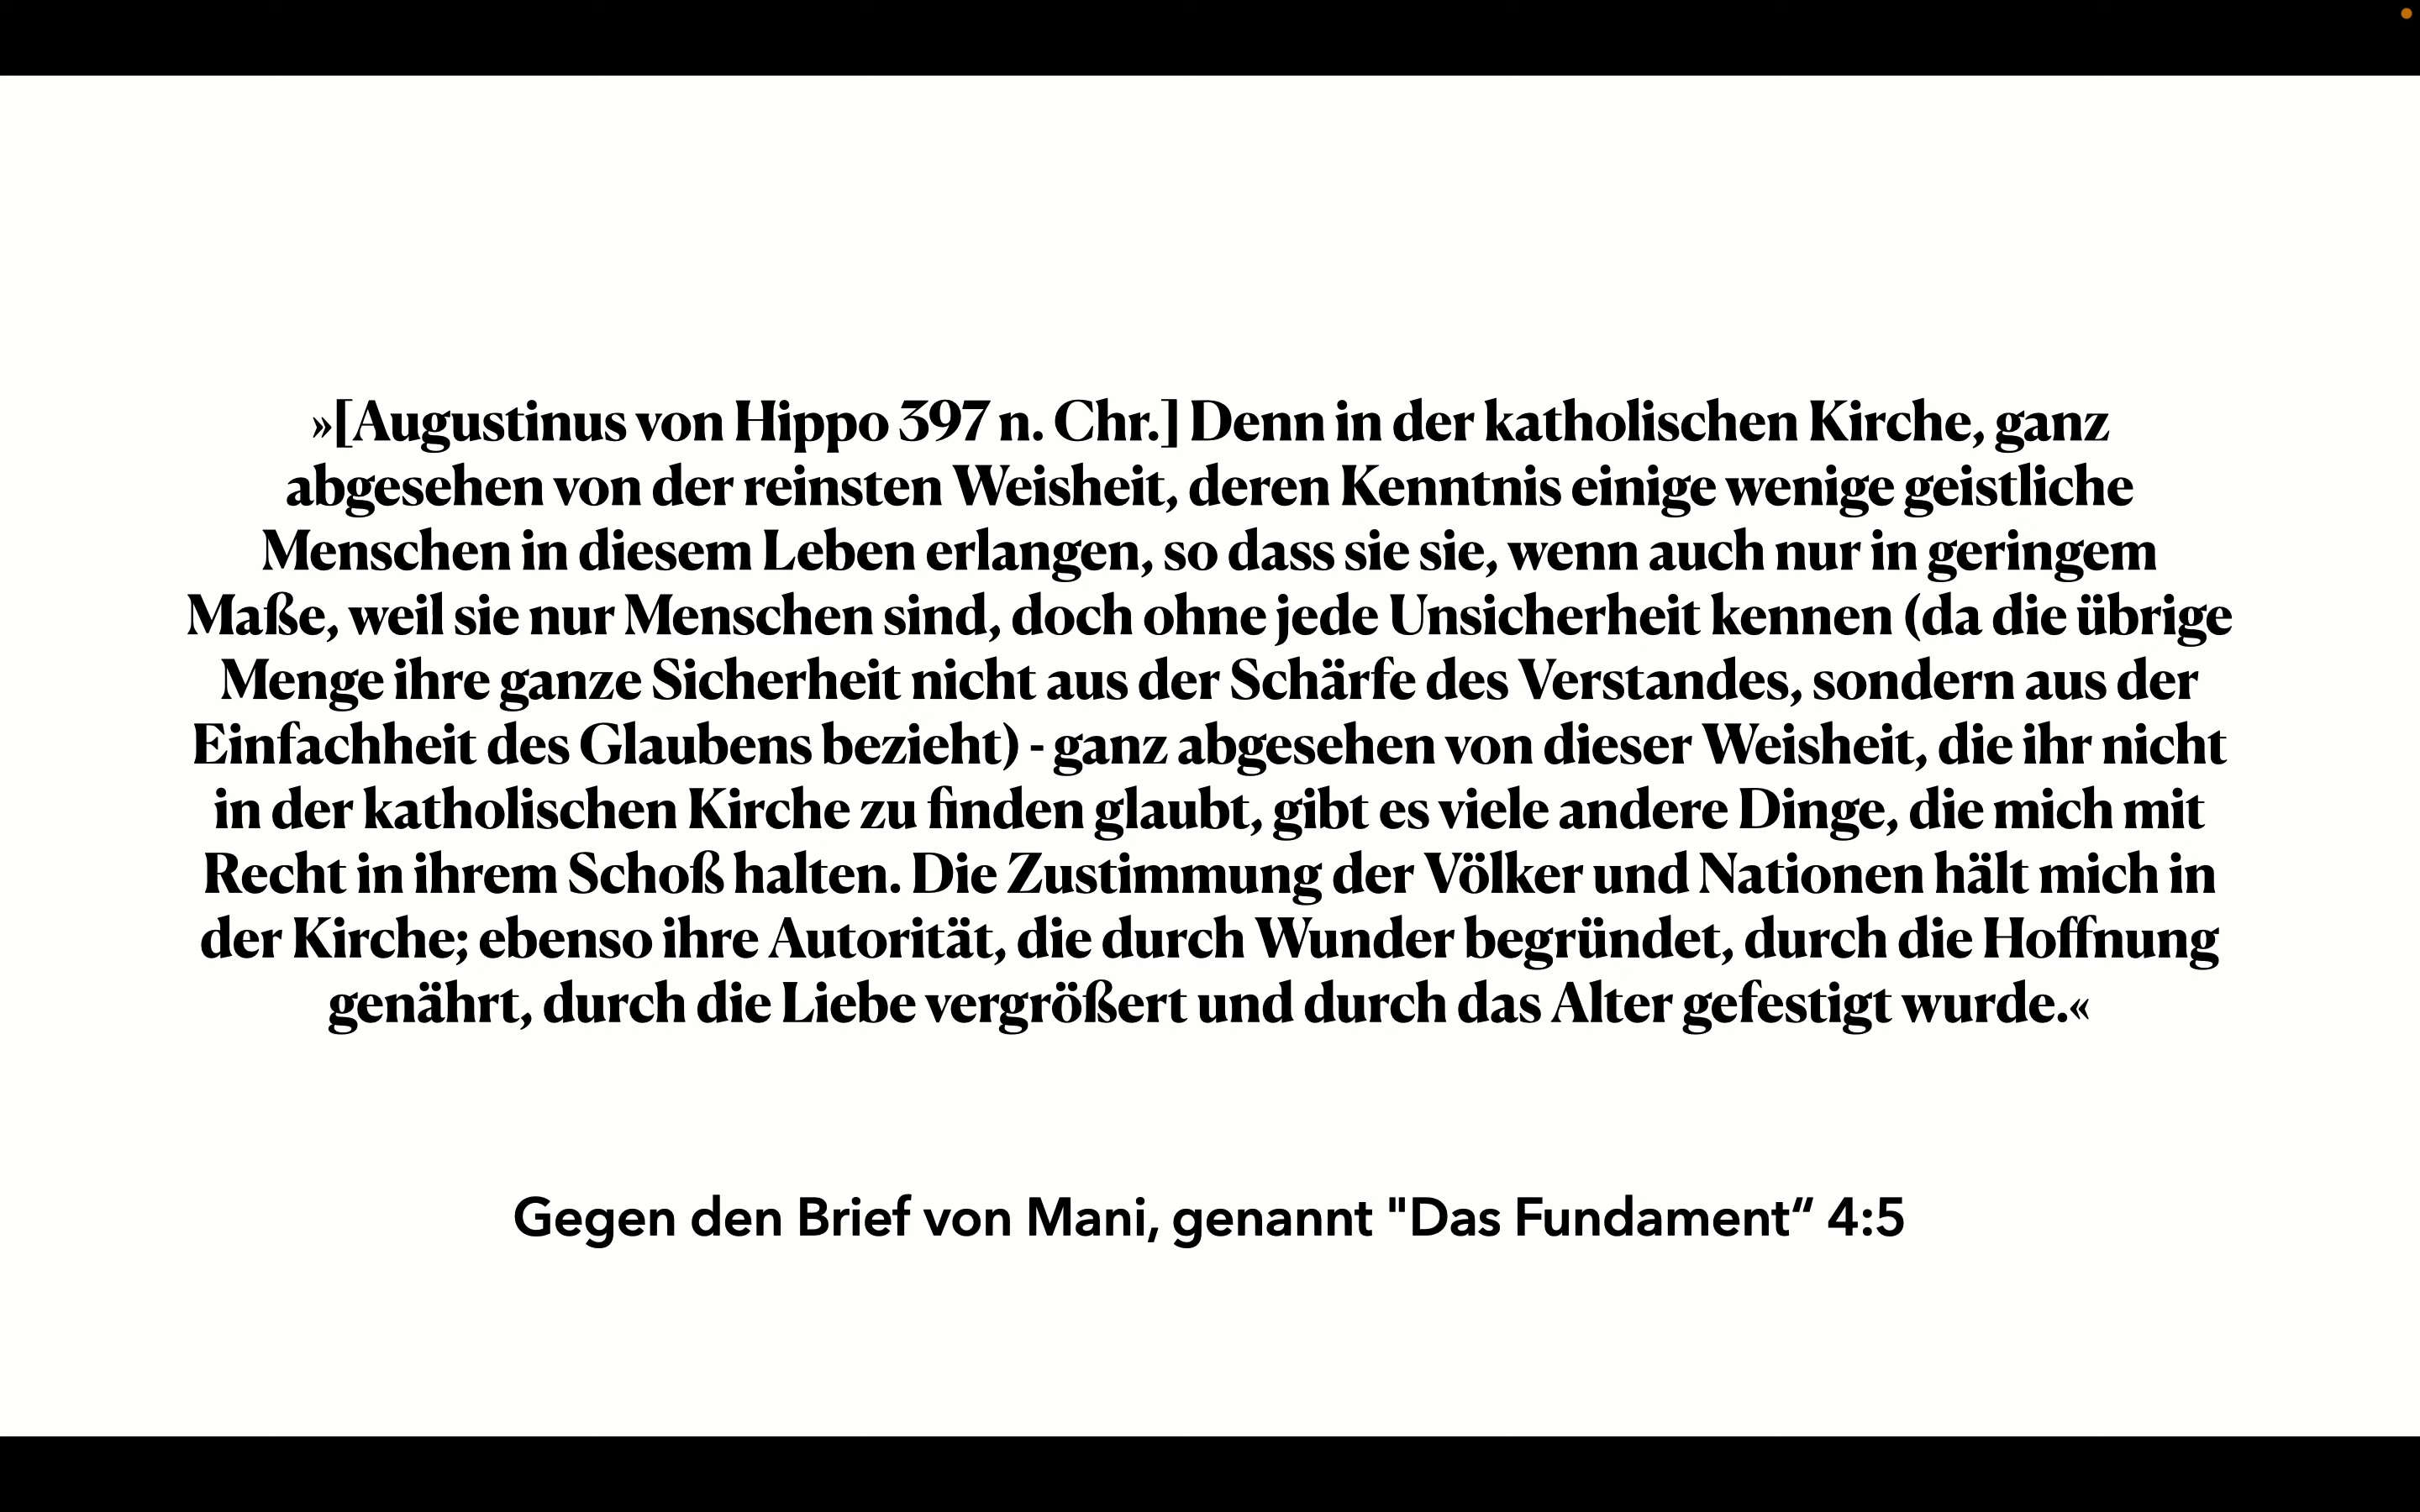 »[Augustinus von Hippo 397 n. Chr.] Denn in der katholischen Kirche, ganz
abgesehen von der reinsten Weisheit, deren Kenntnis einige wenige geistliche
Menschen in diesem Leben erlangen, so dass sie sie, wenn auch nur in geringem
Maße, weil sie nur Menschen sind, doch ohne jede Unsicherheit kennen (da die übrige
Menge ihre ganze Sicherheit nicht aus der Schärfe des Verstandes, sondern aus der
Einfachheit des Glaubens bezieht) - ganz abgesehen von dieser Weisheit, die ihr nicht
in der katholischen Kirche zu finden glaubt, gibt es viele andere Dinge, die mich mit
Recht in ihrem Schoß halten. Die Zustimmung der Völker und Nationen hält mich in
der Kirche; ebenso ihre Autorität, die durch Wunder begründet, durch die Hoffnung
genährt, durch die Liebe vergrößert und durch das Alter gefestigt wurde.«
Gegen den Brief von Mani, genannt "Das Fundament“ 4:5